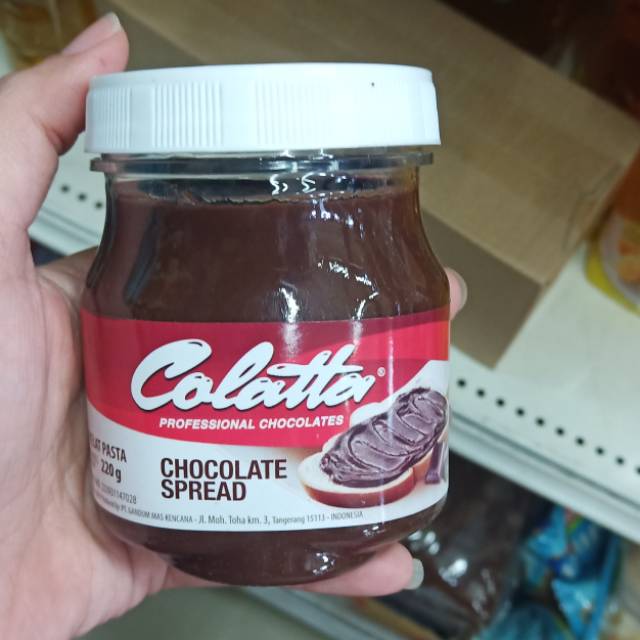 Colatta®
PROFESSIONAL CHOCOLATES
LAT PASTA
220 g
CHOCOLATE
SPREAD
PT. GANDUM MAS KENCANA - Jl. Moh. Toha km. 3, Tangerang 15113 - INDONESIA